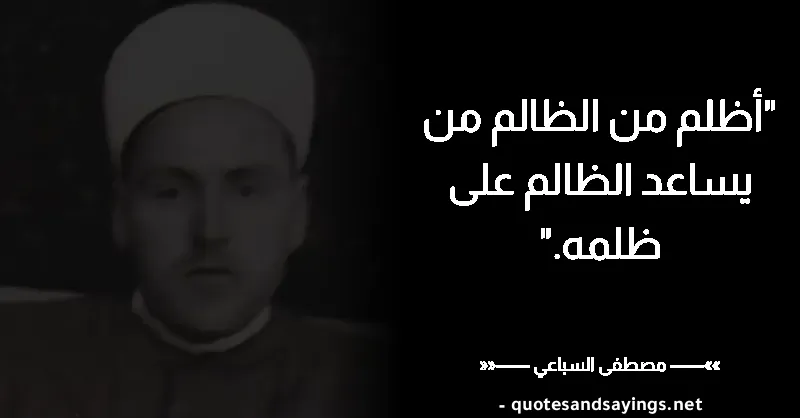 "أظلم من الظالم من
يساعد الظالم على
ظلمه."
»»—— مصطفى السباعي ——««
- quotesandsayings.net